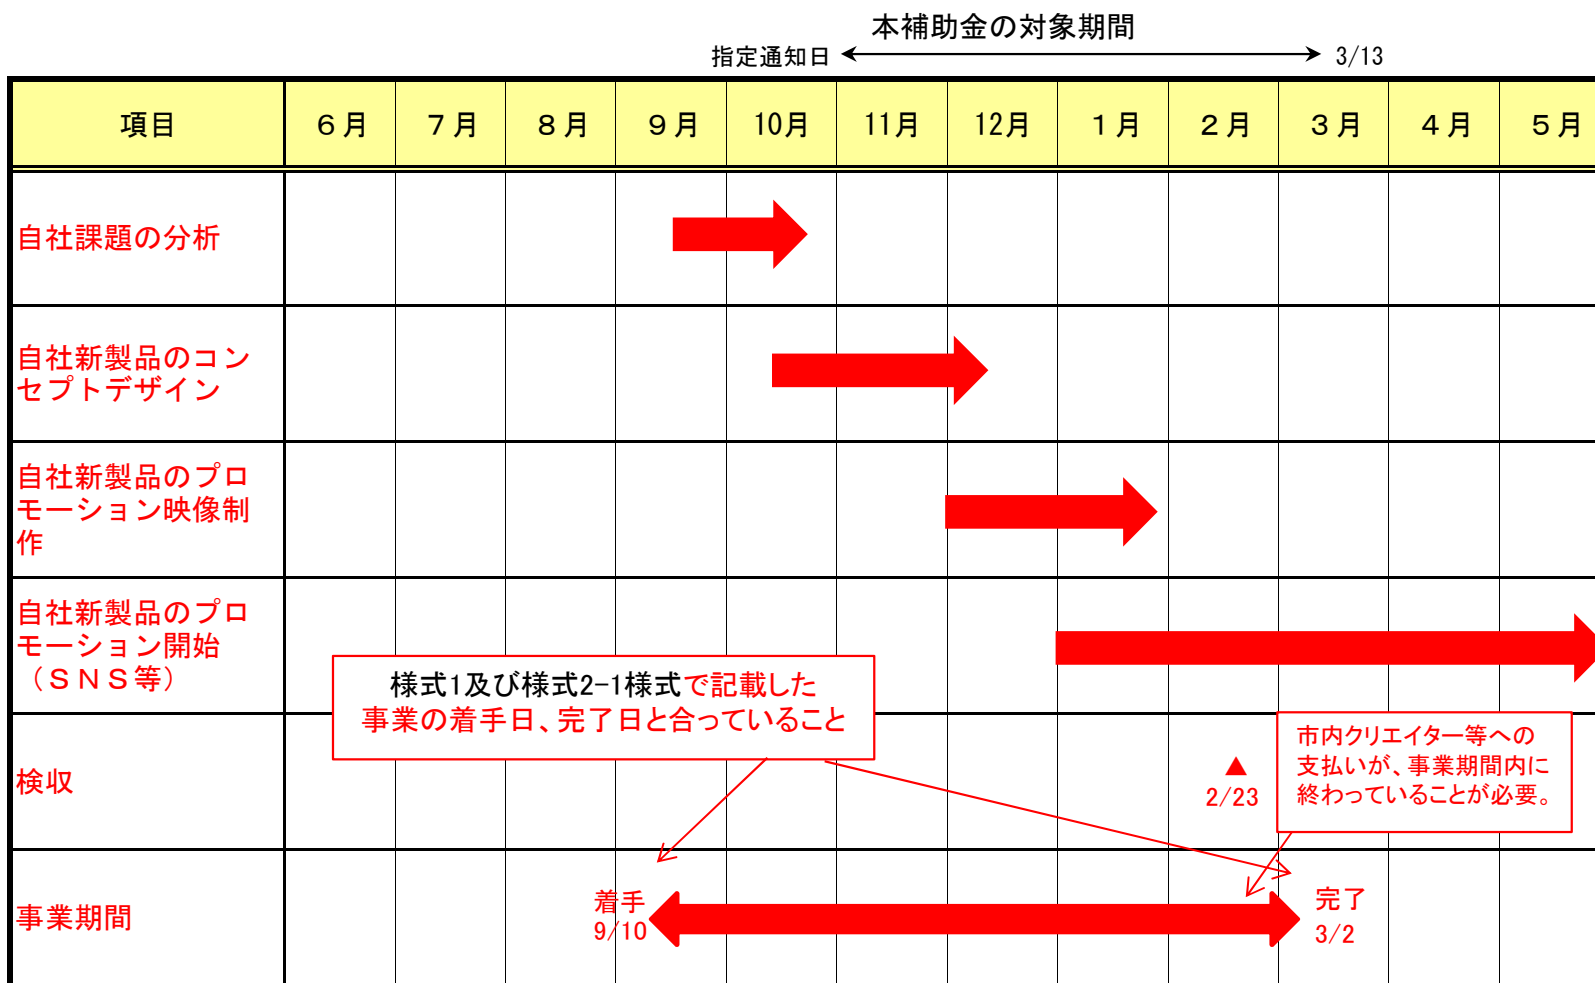 本補助金の対象期間
指定通知日
3/13
項目
６月
７月
８月
９月
10月
11月
12月
１月
２月
３月
４月
５月
自社課題の分析
自社新製品のコン
セプトデザイン
自社新製品のプロ
モーション映像制
作
自社新製品のプロ
モーション開始
（ＳＮＳ等）
様式1及び様式2-1様式で記載した
事業の着手日、完了日と合っていること
検収
▲
2/23
市内クリエイター等への
支払いが、事業期間内に
終わっていることが必要。
事業期間
着手
9/10
完了
3/2